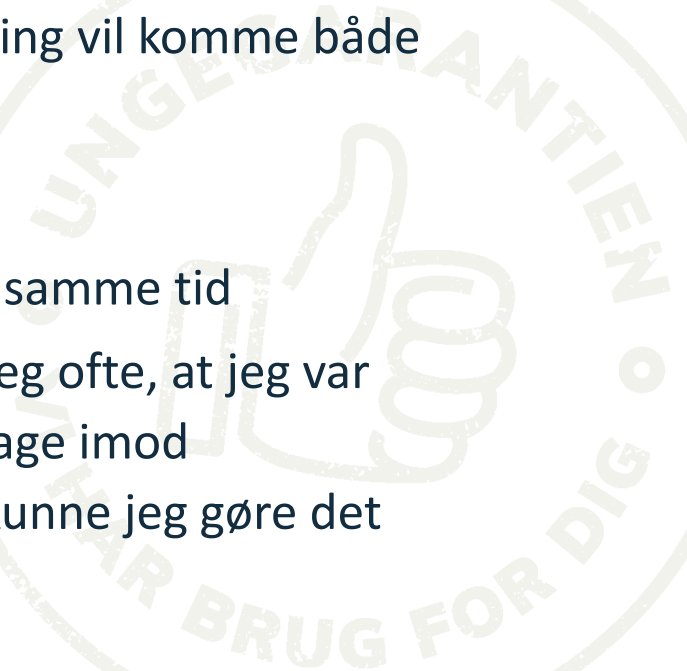 ing vil komme både
samme tid
eg ofte, at jeg var
age imod
unne jeg gøre det
UNGEGARANTIEN
VI HAR BRUG FOR DIG